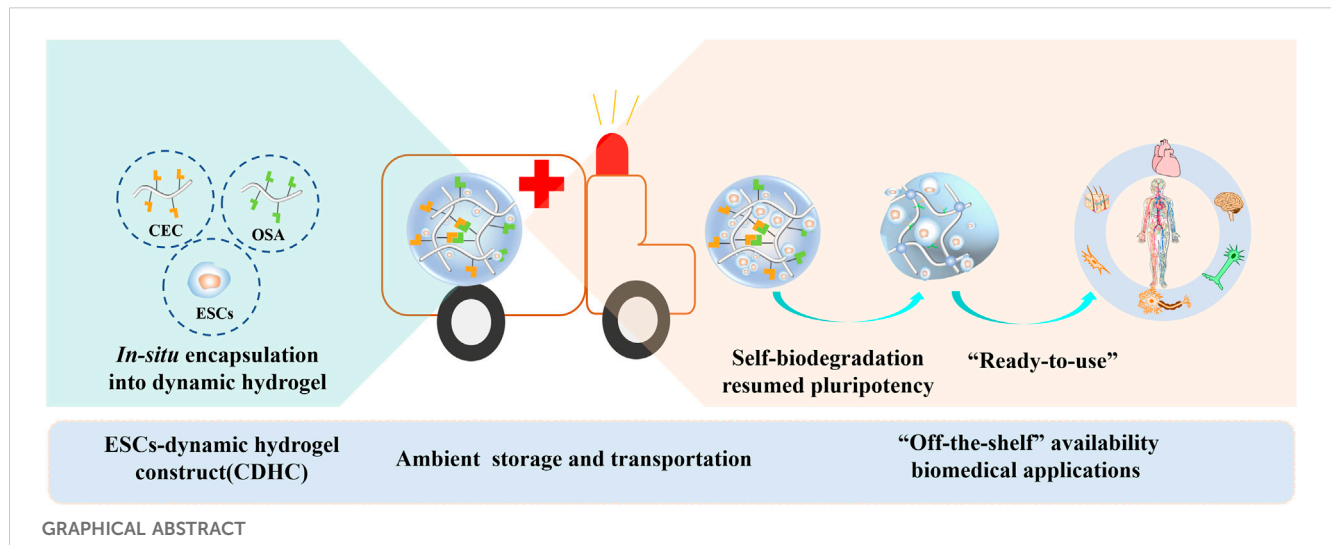 CEC
OSA
ESCs
In-situ encapsulation
into dynamic hydrogel
Self-biodegradation
resumed pluripotency
“Ready-to-use”
ESCs-dynamic hydrogel
construct(CDHC)
Ambient storage and transportation
“Off-the-shelf” availability
biomedical applications
GRAPHICAL ABSTRACT